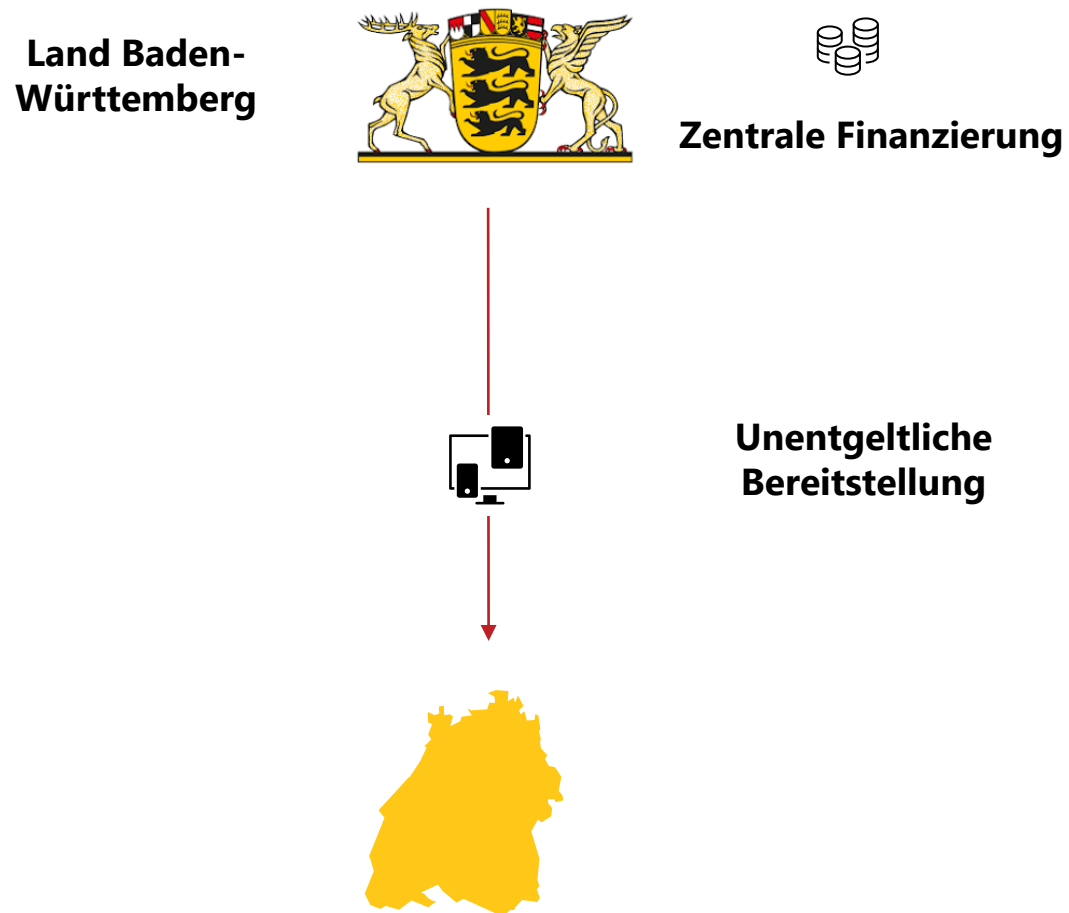 Land Baden-
Württemberg
Zentrale Finanzierung
Unentgeltliche
Bereitstellung